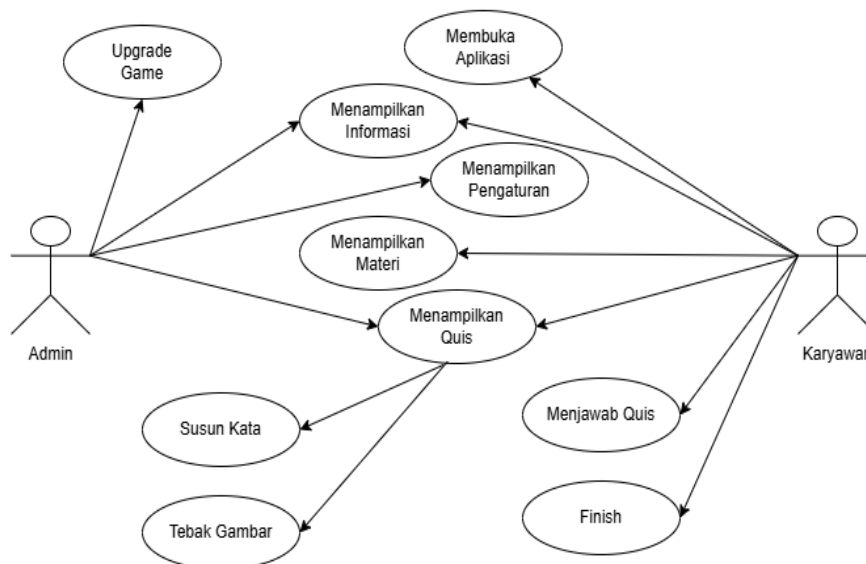 Upgrade
Game
Membuka
Aplikasi
Menampilkan
Informasi
Menampilkan
Pengaturan
Menampilkan
Materi
Menampilkan
Quis
Admin
Karyawan
Susun Kata
Menjawab Quis
Tebak Gambar
Finish